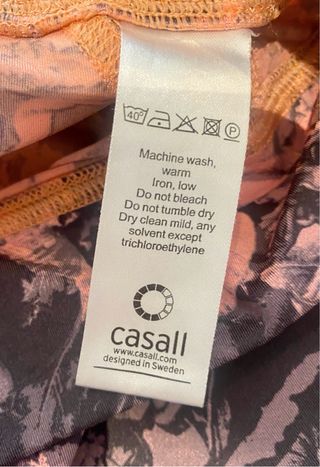 40° P
Machine wash,
warm
Iron, low
Do not bleach
Do not tumble dry
Dry clean mild, any
solvent except
trichloroethylene
casall
www.casall.com
designed in Sweden